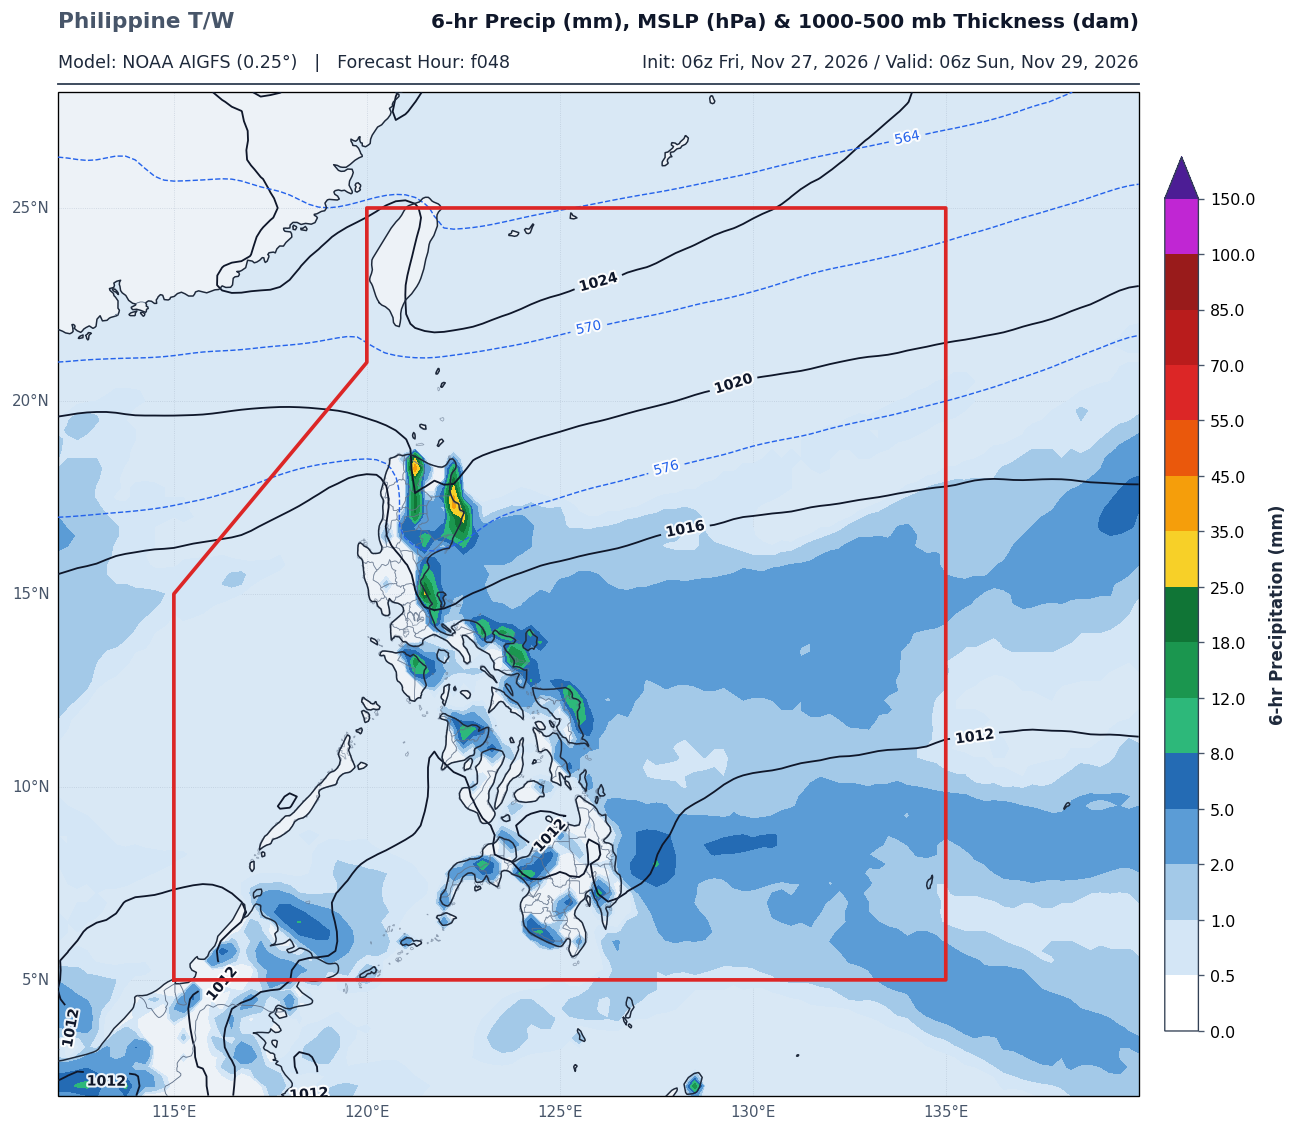 Philippine T/W
6-hr Precip (mm), MSLP (hPa) & 1000-500 mb Thickness (dam)
Model: NOAA AIGFS (0.25°) | Forecast Hour: f048
Init: 06z Fri, Nov 27, 2026 / Valid: 06z Sun, Nov 29, 2026
564
25°N
1024
570
1020
20°N
576
1016
15°N
1012
10°N
1012
5°N
1012
1012
1012
1012
115°E
120°E
125°E
130°E
135°E
150.0
100.0
85.0
70.0
55.0
45.0
35.0
25.0
18.0
12.0
8.0
5.0
2.0
1.0
0.5
0.0
6-hr Precipitation (mm)